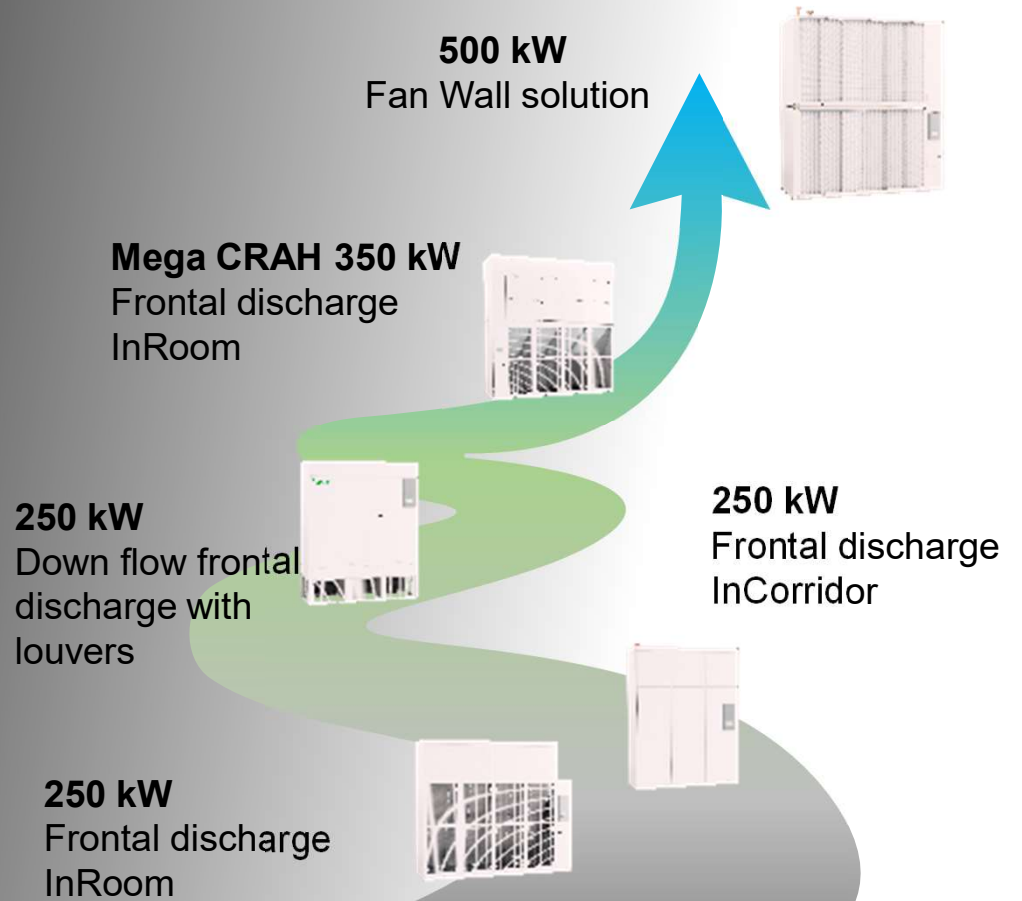 500 kW
Fan Wall solution
Mega CRAH 350 kW
Frontal discharge
InRoom
250 kW
Down flow frontal
discharge with
louvers
250 kW
Frontal discharge
InCorridor
250 kW
Frontal discharge
InRoom